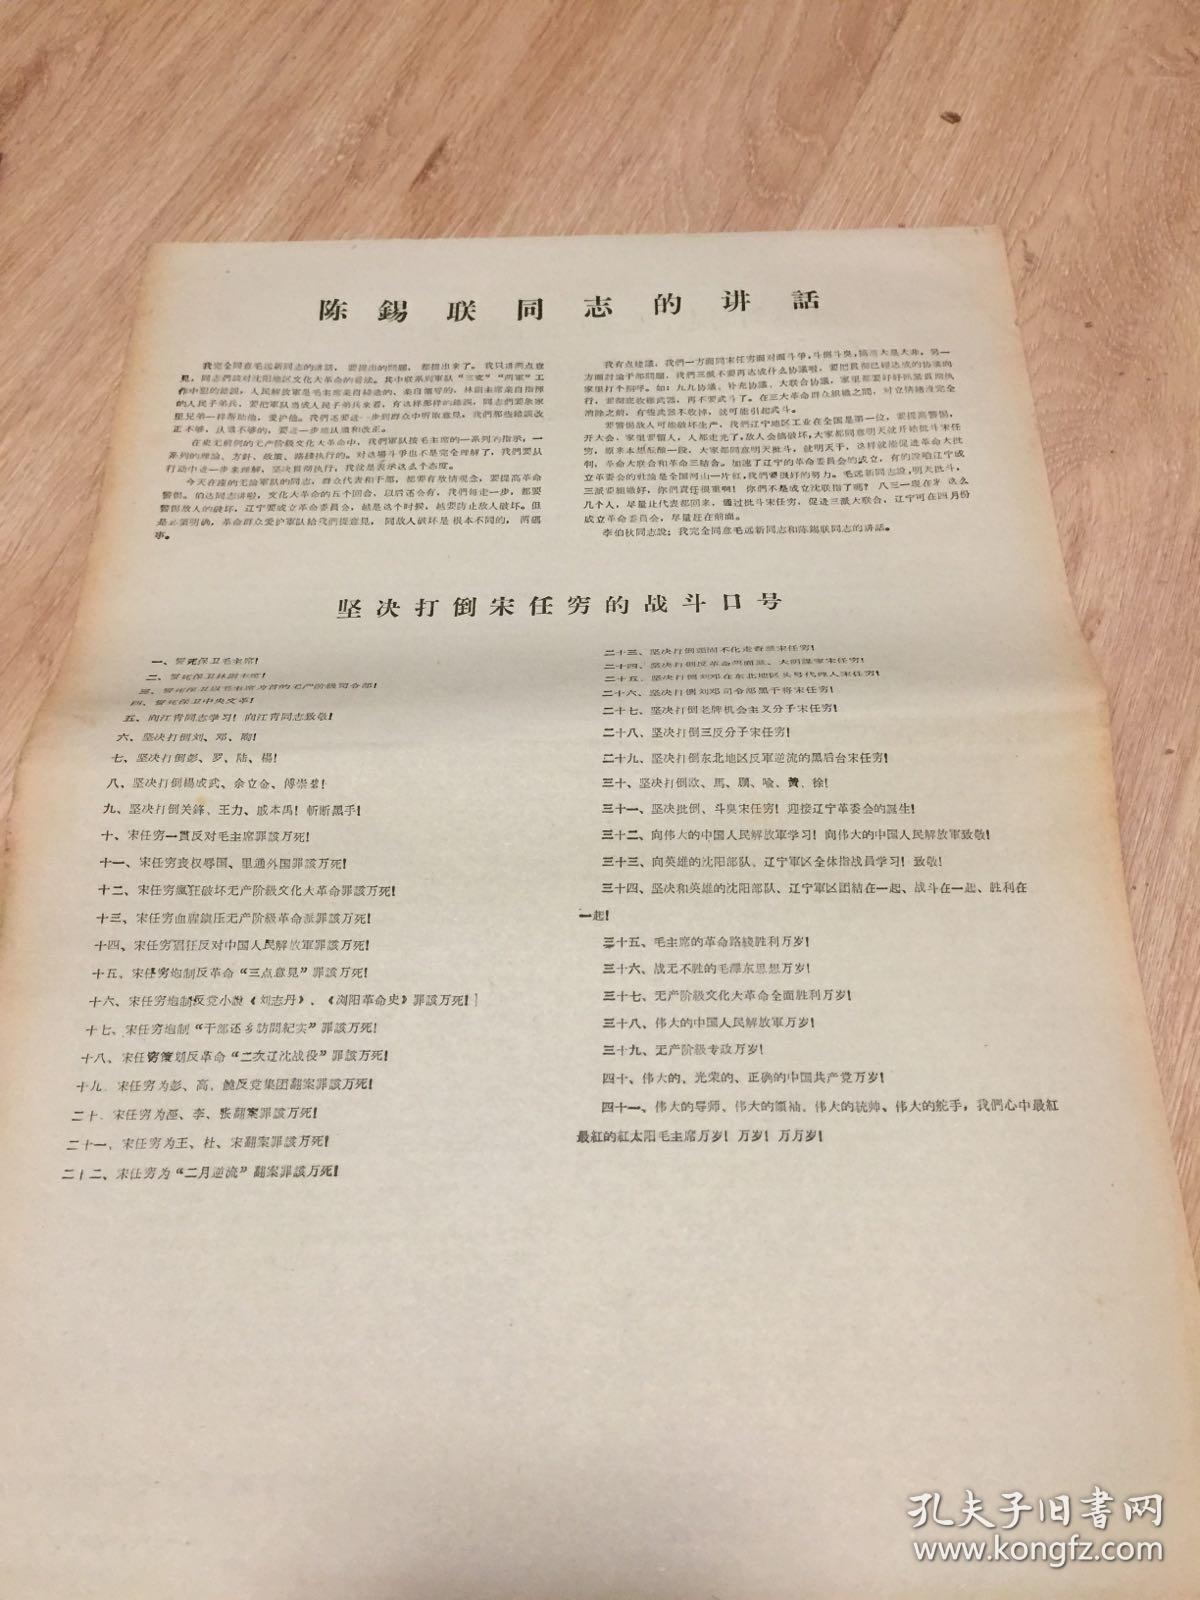 陈錫联同志的讲話
我完全同意毛远新同志的讲話，要提出的問題，都提出来了。我只讲两点意
見，同志們談对沈阳地区文化大革命的看法。其中联系到軍队“三支”“两軍”工
作中犯的錯誤，人民解放軍是毛主席亲自締造的，亲自領导的，林副主席亲自指揮
的人民子弟兵，要把軍队当成人民子弟兵来看，有这样那样的錯誤，同志們要象家
里兄弟一样帮助他，爱护他。我們还要进一步到群众中听取意見，我們那些錯誤改
正不够，认識不够的，要进一步地认識和改正。
在史无前例的无产阶級文化大革命中，我們軍队按毛主席的一系列的指示，一
系列的理論、方針、政策、路綫执行的。对这場斗爭也不是完全理解了，我們要从
行动中进一步来理解，坚决貫彻执行，我就是表示这么个态度。
今天在座的无論軍队的同志，群众代表和干部，都要有敌情覌念，要提高革命
警惕。伯达同志讲啦，文化大革命的五个回合，以后还会有，我們每走一步，都要
警惕敌人的破坏，辽宁要成立革命委員会，越是这个时候，越要防止敌人破坏。但
是必須明确，革命群众爱护軍队給我們提意見，同敌人破坏是根本不同的，两碼
事。
我有点建議，我們一方面同宋任穷面对面斗爭，斗倒斗臭，搞清大是大非，另一
方面討論干部問題，我們三派不要再达成什么协議啦，要把貫彻已經达成的协議向
家里打个招呼。如：九九协議、补充协議、大联合协議，家里都要好好抓紧貫彻执
行，要彻底收繳武器，再不要武斗了。在三大革命群众組織之間，对立情緒沒完全
消除之前，有些武器不收掉，就可能引起武斗。
要警惕敌人可能破坏生产，我們辽宁地区工业在全国是第一位，要提高警惕，
开大会，家里要留人，人都走光了，敌人会搞破坏，大家都同意明天就开始批斗宋任
穷，原来本想酝酿一段，大家都同意明天批斗，就明天干，这样就能促进革命大批
判，革命大联合和革命三結合。加速了辽宁的革命委員会的成立，有的沒咱辽宁成
立革委会的社論是全国河山一片紅，我們要很好的努力。毛远新同志說，明天批斗，
三派要組織好，你們責任很重啊！你們不是成立沈联指了嗎？八三一現在才这么
几个人，尽量让代表都回来，通过批斗宋任穷，促进三派大联合，辽宁可在四月份
成立革命委員会，尽量赶在前面。
李伯秋同志說：我完全同意毛远新同志和陈錫联同志的讲話。
坚决打倒宋任穷的战斗口号
一、誓死保卫毛主席！
二、誓死保卫林副主席！
三、誓死保卫以毛主席为首的无产阶級司令部！
四、誓死保卫中央文革！
五、向江青同志学习！向江青同志致敬！
六、坚决打倒刘、邓、陶！
七、坚决打倒彭、罗、陆、楊！
八、坚决打倒楊成武、余立金、傅崇碧！
九、坚决打倒关鋒、王力、戚本禹！斬断黑手！
十、宋任穷一貫反对毛主席罪該万死！
十一、宋任穷丧权辱国、里通外国罪該万死！
十二、宋任穷瘋狂破坏无产阶級文化大革命罪該万死！
十三、宋任穷血腥鎮压无产阶級革命派罪該万死！
十四、宋任穷猖狂反对中国人民解放軍罪該万死！
十五、宋任穷炮制反革命“三点意見”罪該万死！
十六、宋任穷炮制反党小說《刘志丹》、《浏阳革命史》罪該万死！
十七、宋任穷炮制“干部还乡訪問紀实”罪該万死！
十八、宋任穷策划反革命“二次辽沈战役”罪該万死！
十九、宋任穷为彭、高、饒反党集团翻案罪該万死！
二十、宋任穷为、李、张翻案罪該万死！
二十一、宋任穷为王、杜、宋翻案罪該万死！
二十二、宋任穷为“二月逆流”翻案罪該万死！
二十三、坚决打倒頑固不化走資派宋任穷！
二十四、坚决打倒反革命两面派、大阴謀家宋任穷！
二十五、坚决打倒刘邓在东北地区头号代理人宋任穷！
二十六、坚决打倒刘邓司令部黑干将宋任穷！
二十七、坚决打倒老牌机会主义分子宋任穷！
二十八、坚决打倒三反分子宋任穷！
二十九、坚决打倒东北地区反軍逆流的黑后台宋任穷！
三十、坚决打倒欧、馬、顾、喻、黄、徐！
三十一、坚决批倒、斗臭宋任穷！迎接辽宁革委会的誕生！
三十二、向伟大的中国人民解放軍学习！向伟大的中国人民解放軍致敬！
三十三、向英雄的沈阳部队、辽宁軍区全体指战員学习！致敬！
三十四、坚决和英雄的沈阳部队、辽宁軍区团結在一起、战斗在一起、胜利在
一起！
三十五、毛主席的革命路綫胜利万岁！
三十六、战无不胜的毛澤东思想万岁！
三十七、无产阶級文化大革命全面胜利万岁！
三十八、伟大的中国人民解放軍万岁！
三十九、无产阶級专政万岁！
四十、伟大的、光荣的、正确的中国共产党万岁！
四十一、伟大的导师、伟大的領袖、伟大的統帅、伟大的舵手，我們心中最紅
最紅的紅太阳毛主席万岁！万岁！万万岁！
孔夫子旧書网
www.kongfz.com